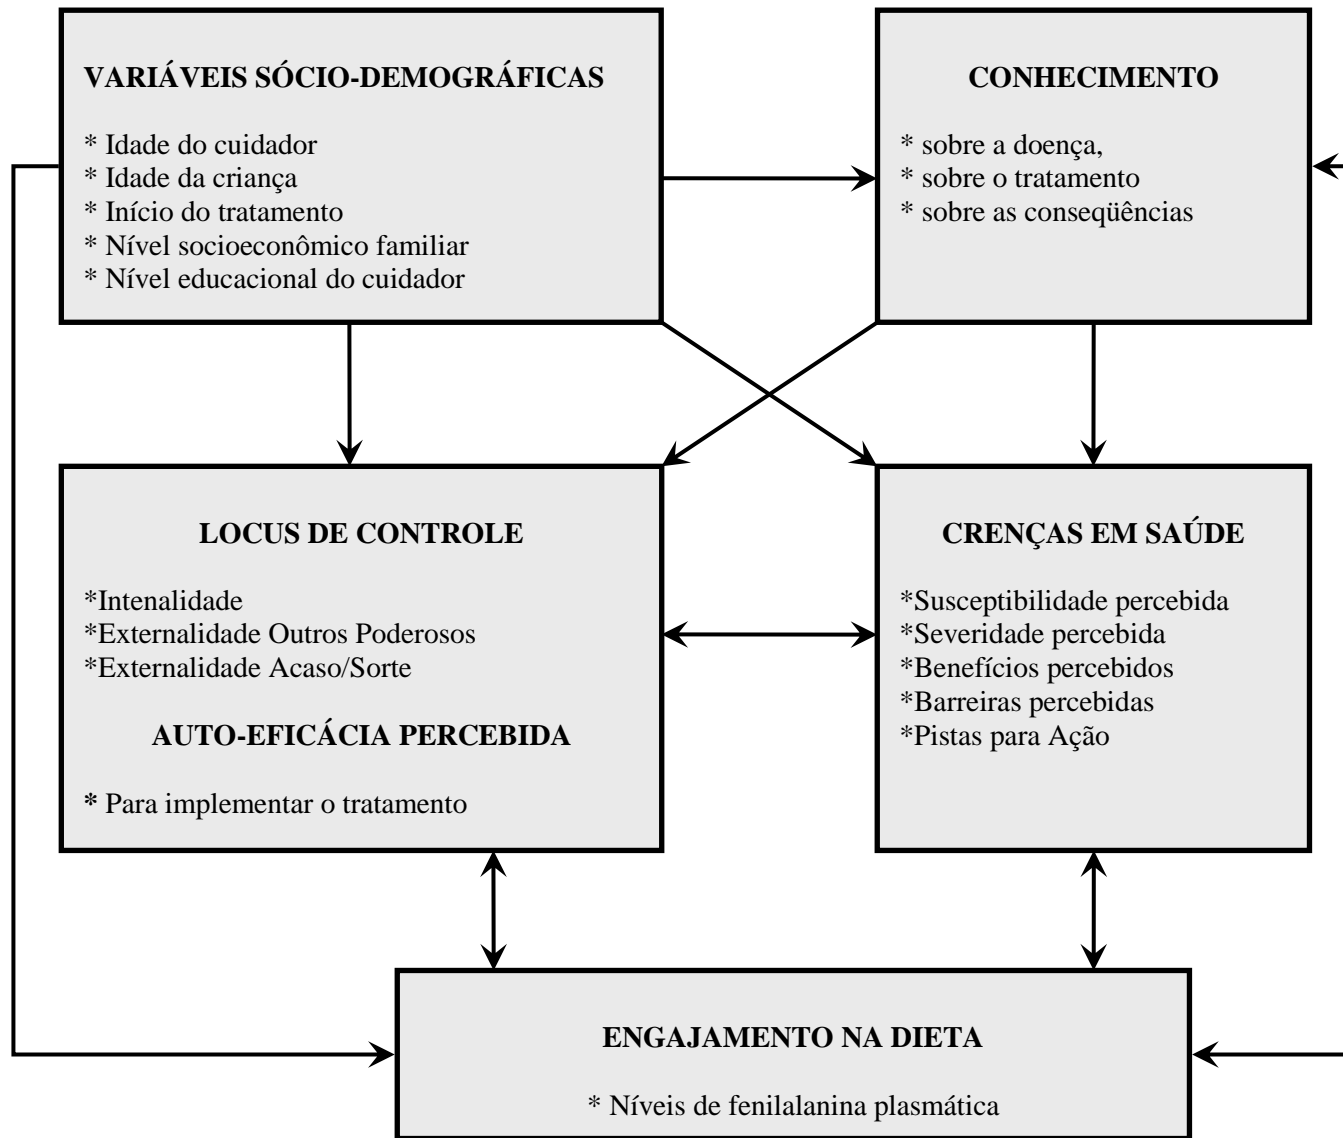 VARIÁVEIS SÓCIO-DEMOGRÁFICAS
* Idade do cuidador
* Idade da criança
* Início do tratamento
* Nível socioeconômico familiar
* Nível educacional do cuidador
CONHECIMENTO
* sobre a doença,
* sobre o tratamento
* sobre as conseqüências
LOCUS DE CONTROLE
*Intenalidade
*Externalidade Outros Poderosos
*Externalidade Acaso/Sorte
AUTO-EFICÁCIA PERCEBIDA
* Para implementar o tratamento
CRENÇAS EM SAÚDE
*Susceptibilidade percebida
*Severidade percebida
*Benefícios percebidos
*Barreiras percebidas
*Pistas para Ação
ENGAJAMENTO NA DIETA
* Níveis de fenilalanina plasmática